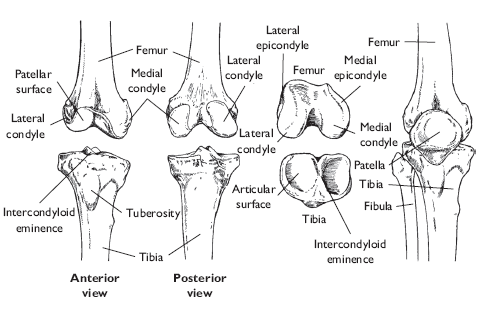 Femur
Patellar
surface
Lateral
condyle
Medial
condyle
Lateral
condyle
Lateral
epicondyle
Femur
Medial
epicondyle
Femur
Lateral
condyle
Medial
condyle
Patella
Articular
surface
Tibia
Fibula
Tibia
Intercondyloid
eminence
Tuberosity
Intercondyloid
eminence
Tibia
Anterior
view
Posterior
view